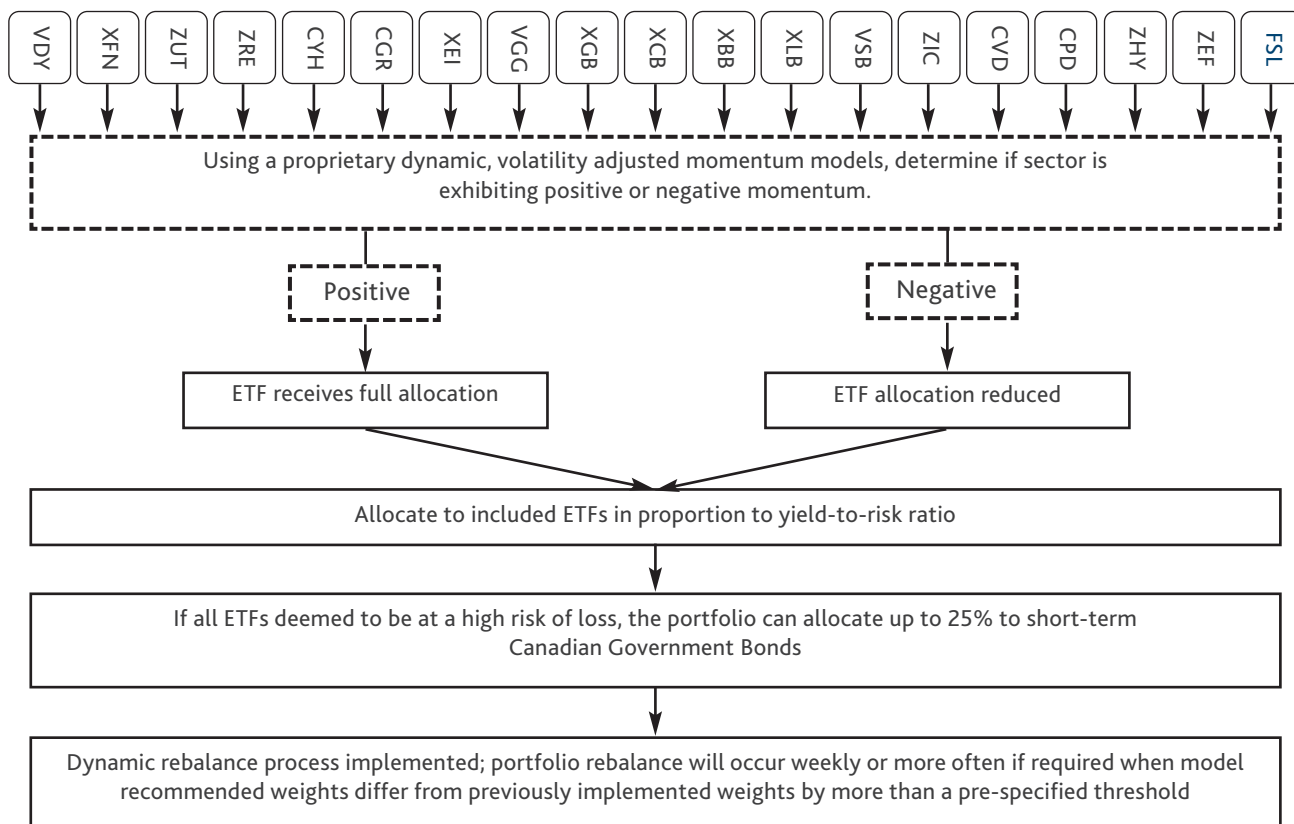 VDY
XFN
ZUT
ZRE
CYH
CGR
XEI
VGG
XGB
XCB
XBB
XLB
VSB
ZIC
CVD
CPD
ZHY
ZEF
FSL
Using a proprietary dynamic, volatility adjusted momentum models, determine if sector is
exhibiting positive or negative momentum.
Positive
Negative
ETF receives full allocation
ETF allocation reduced
Allocate to included ETFs in proportion to yield-to-risk ratio
If all ETFs deemed to be at a high risk of loss, the portfolio can allocate up to 25% to short-term
Canadian Government Bonds
Dynamic rebalance process implemented; portfolio rebalance will occur weekly or more often if required when model
recommended weights differ from previously implemented weights by more than a pre-specified threshold